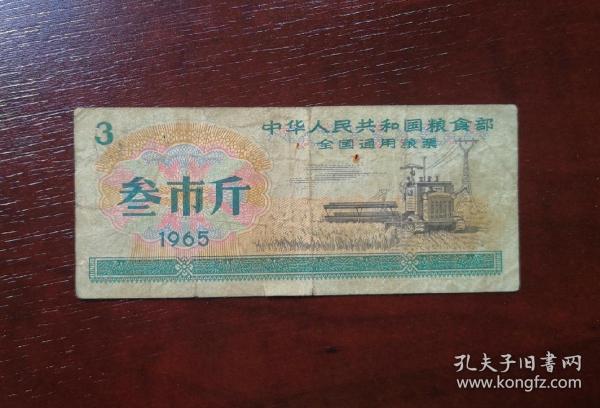 3
中华人民共和国粮食部
全国通用粮票
叁市斤
1965
孔夫子旧書网
www.kongfz.com